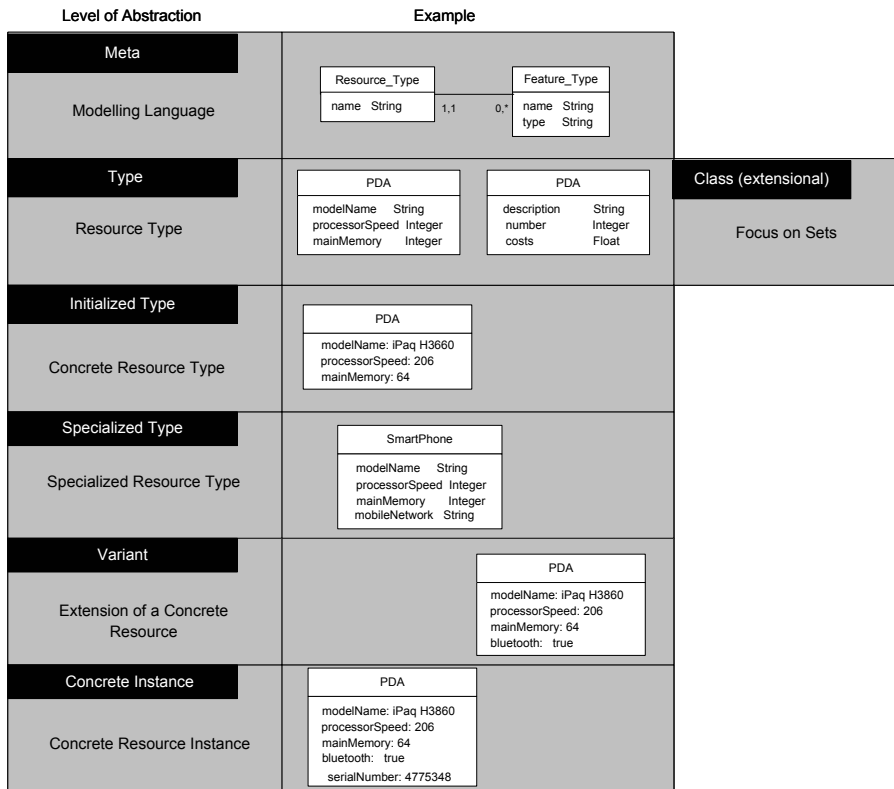 Level of Abstraction Example
Meta
Modelling Language
Resource_Type
name String
1,1 0,*
Feature_Type
name String
type String
Type
Resource Type
PDA
modelName String
processorSpeed Integer
mainMemory Integer
PDA
description String
number Integer
costs Float
Class (extensional)
Focus on Sets
Initialized Type
Concrete Resource Type
PDA
modelName: iPaq H3660
processorSpeed: 206
mainMemory: 64
Specialized Type
Specialized Resource Type
SmartPhone
modelName String
processorSpeed Integer
mainMemory Integer
mobileNetwork String
Variant
Extension of a Concrete
Resource
PDA
modelName: iPaq H3860
processorSpeed: 206
mainMemory: 64
bluetooth: true
Concrete Instance
Concrete Resource Instance
PDA
modelName: iPaq H3860
processorSpeed: 206
mainMemory: 64
bluetooth: true
serialNumber: 4775348